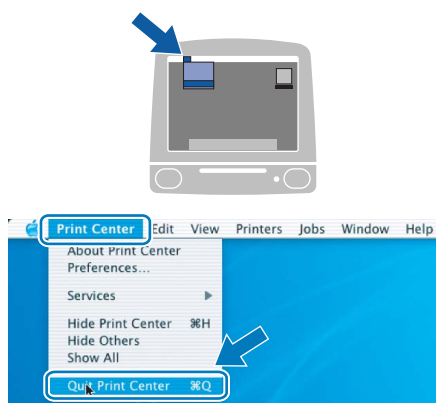 Print Center Edit View Printers Jobs Window Help
About Print Center
Preferences...
Services
Hide Print Center ⌘H
Hide Others
Show All
Quit Print Center ⌘Q